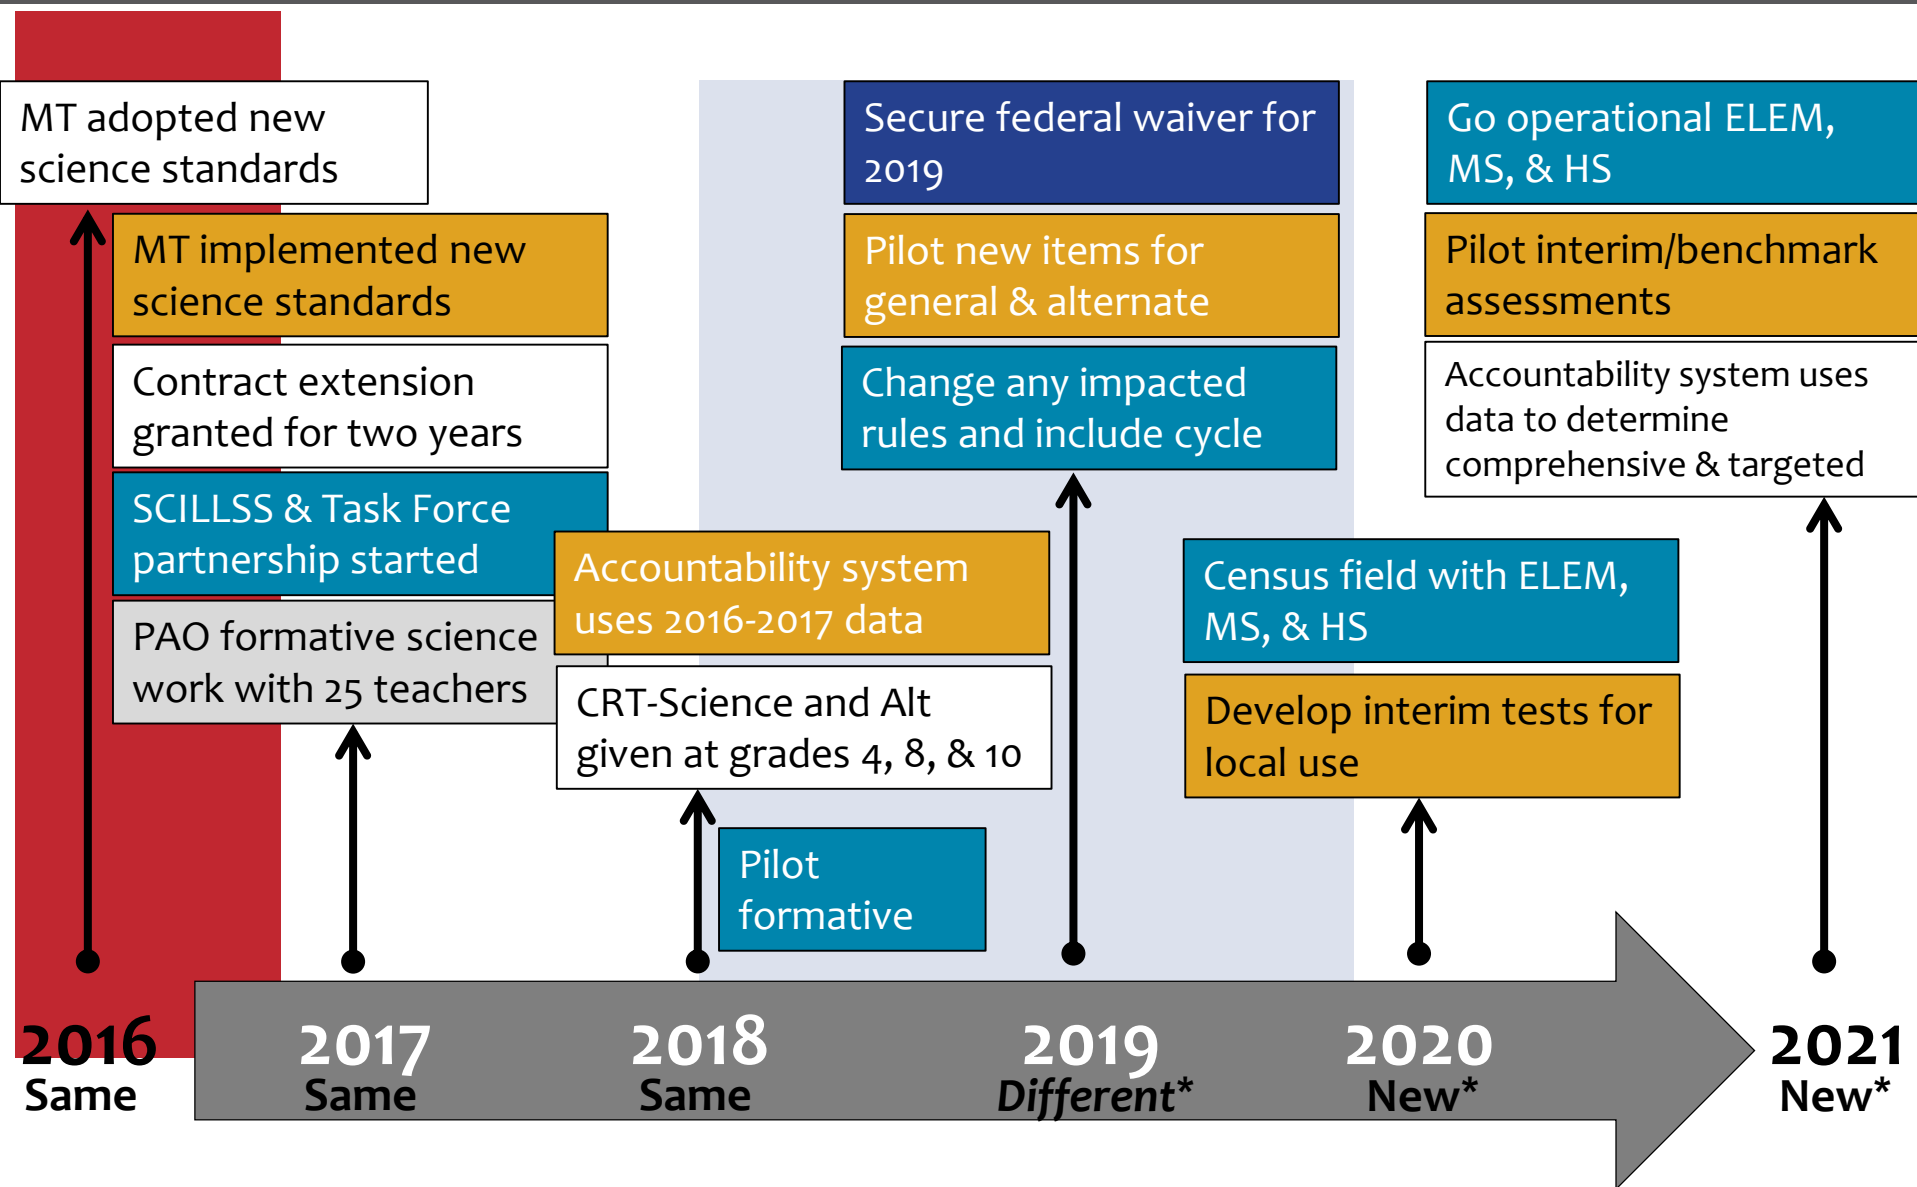 MT adopted new
science standards
MT implemented new
science standards
Contract extension
granted for two years
SCILLSS & Task Force
partnership started
PAO formative science
work with 25 teachers
Accountability system
uses 2016-2017 data
CRT-Science and Alt
given at grades 4, 8, & 10
Pilot
formative
Secure federal waiver for
2019
Pilot new items for
general & alternate
Change any impacted
rules and include cycle
Census field with ELEM,
MS, & HS
Develop interim tests for
local use
Go operational ELEM,
MS, & HS
Pilot interim/benchmark
assessments
Accountability system uses
data to determine
comprehensive & targeted
2016
Same
2017
Same
2018
Same
2019
Different*
2020
New*
2021
New*